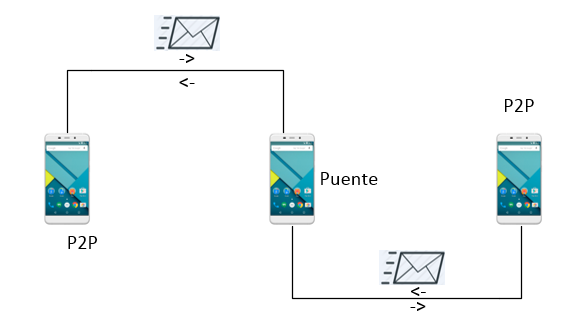 ->
<-
P2P
Puente
P2P
<-
->